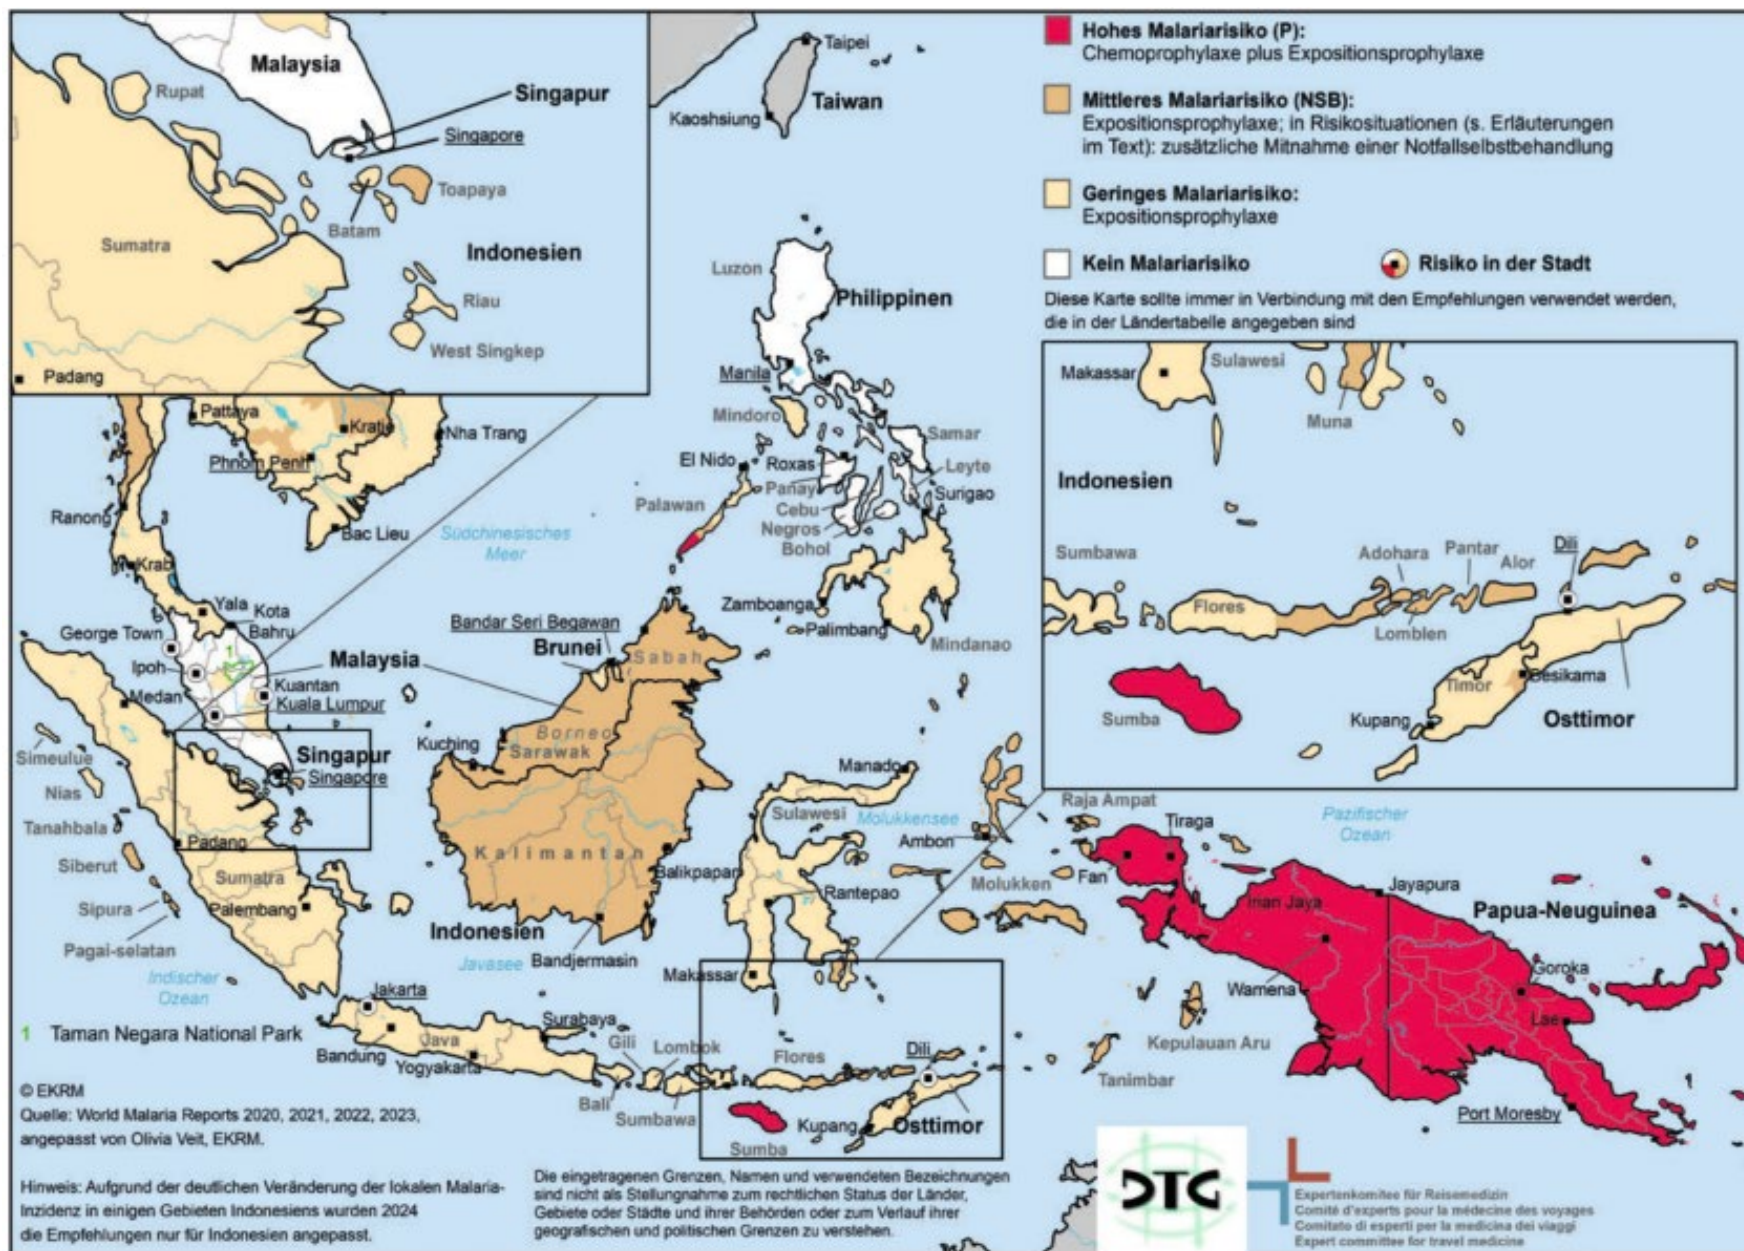 Malaysia
Rupat
Singapur
Singapore
Toapaya
Batam
Sumatra
Indonesien
Riau
West Singkep
Padang
Taipei
Taiwan
Kaoshsiung
Hohes Malariarisiko (P):
Chemoprophylaxe plus Expositionsprophylaxe
Mittleres Malariarisiko (NSB):
Expositionsprophylaxe; in Risikosituationen (s. Erläuterungen
im Text): zusätzliche Mitnahme einer Notfallselbstbehandlung
Geringes Malariarisiko:
Expositionsprophylaxe
Kein Malariarisiko
Risiko in der Stadt
Diese Karte sollte immer in Verbindung mit den Empfehlungen verwendet werden,
die in der Ländertabelle angegeben sind
Makassar
Sulawesi
Muna
Indonesien
Sumbawa
Flores
Adohara
Pantar
Alor
Dili
Lomblen
Sumba
Timor
Besikama
Kupang
Osttimor
Luzon
Philippinen
Manila
Mindoro
Samar
El Nido
Roxas
Leyte
Panay
Surigao
Palawan
Cebu
Negros
Bohol
Zamboanga
Palimbang
Mindanao
Pattaya
Kratie
Nha Trang
Phnom Penh
Ranong
Bac Lieu
Südchinesisches
Meer
Krabi
Yala
Kota
Bahru
George Town
Ipoh
1
Malaysia
Medan
Kuantan
Kuala Lumpur
Singapur
Singapore
Bandar Seri Begawan
Brunei
Sabah
Borneo
Sarawak
Kuching
Kalimantan
Balikpapan
Indonesien
Javasee
Bandjermasin
Simeulue
Nias
Tanahbala
Padang
Siberut
Sumatra
Sipura
Palembang
Pagai-selatan
Indischer
Ozean
Manado
Sulawesi
Molukkensee
Ambon
Rantepao
Molukken
Makassar
Raja Ampat
Tiraga
Pazifischer
Ozean
Fan
Jayapura
Irian Jaya
Papua-Neuguinea
Wamena
Goroka
Lae
Kepulauan Aru
Tanimbar
Port Moresby
Jakarta
Bandung
Java
Surabaya
Yogyakarta
Gili
Lombok
Bali
Sumbawa
Flores
Dili
Sumba
Kupang
Osttimor
1 Taman Negara National Park
© EKRM
Quelle: World Malaria Reports 2020, 2021, 2022, 2023,
angepasst von Olivia Veit, EKRM.
Hinweis: Aufgrund der deutlichen Veränderung der lokalen Malaria-
Inzidenz in einigen Gebieten Indonesiens wurden 2024
die Empfehlungen nur für Indonesien angepasst.
Die eingetragenen Grenzen, Namen und verwendeten Bezeichnungen
sind nicht als Stellungnahme zum rechtlichen Status der Länder,
Gebiete oder Städte und ihrer Behörden oder zum Verlauf ihrer
geografischen und politischen Grenzen zu verstehen.
DTG
Expertenkomitee für Reisemedizin
Comité d'experts pour la médecine des voyages
Comitato di esperti per la medicina dei viaggi
Expert committee for travel medicine